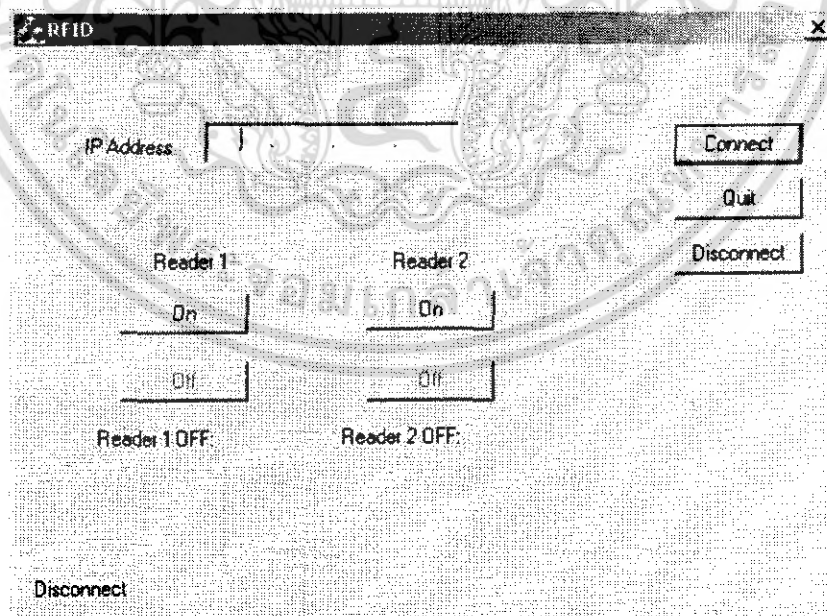 RFID
IP Address . . .
Connect
Quit
Disconnect
Reader 1 Reader 2
On On
Off Off
Reader 1 OFF: Reader 2 OFF:
Disconnect